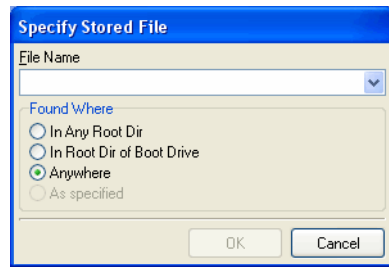 Specify Stored File
File Name
Found Where
In Any Root Dir
In Root Dir of Boot Drive
Anywhere
As specified
OK
Cancel